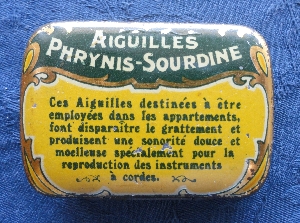 AIGUILLES
PHRYNIS-SOURDINE
Ces Aiguilles destinées à être
employées dans les appartements,
font disparaître le grattement et
produisent une sonorité douce et
moelleuse spécialement pour la
reproduction des instruments
à cordes.